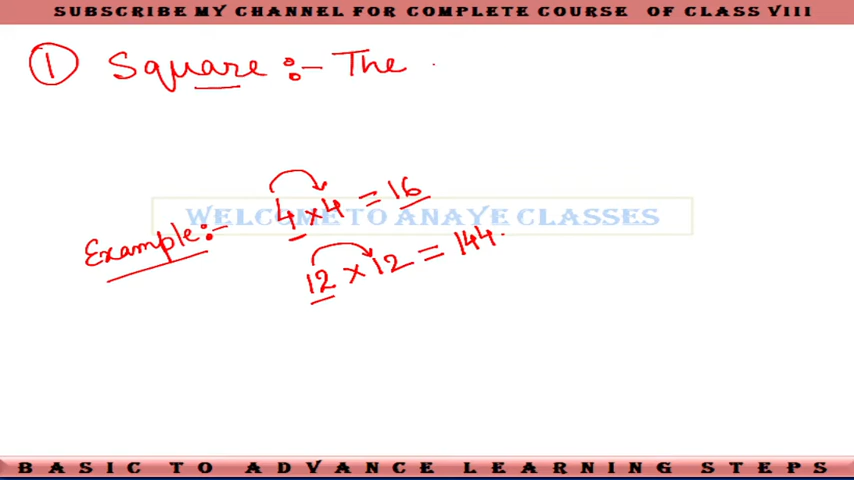 SUBSCRIBE MY CHANNEL FOR COMPLETE COURSE OF CLASS VIII
① Square :- The
4 × 4 = 16
WELCOME TO ANAYE CLASSES
Example :-
12 × 12 = 144.
BASIC TO ADVANCE LEARNING STEPS